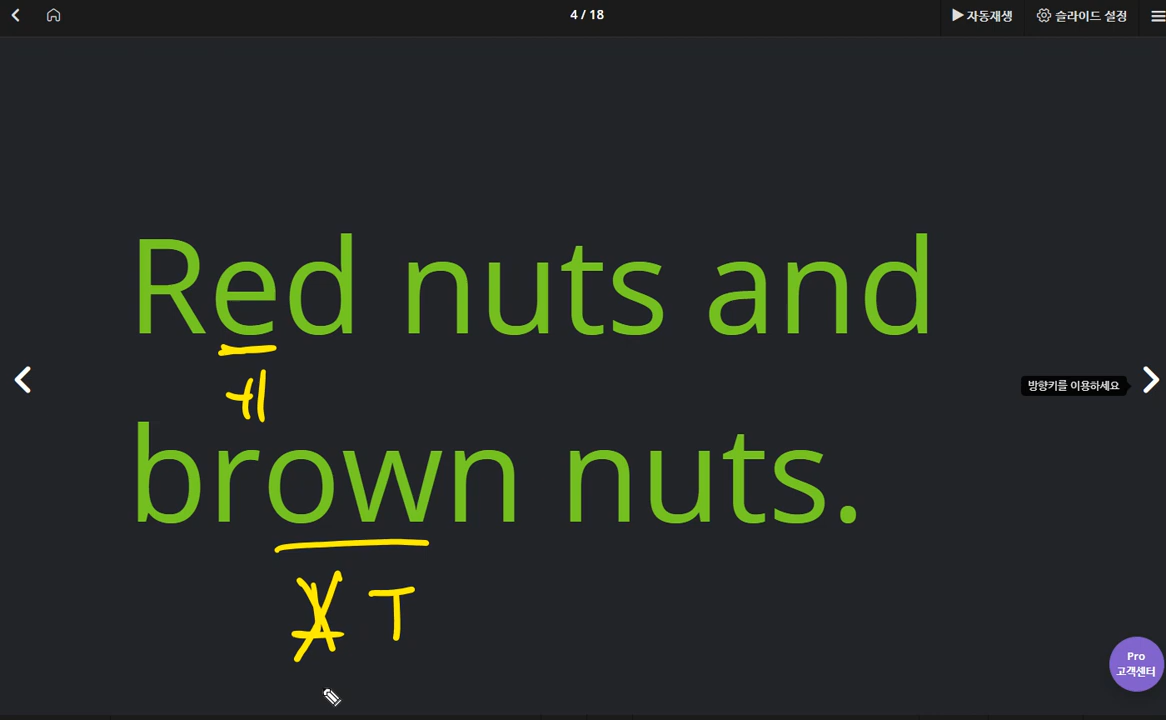 4 / 18
자동재생
슬라이드 설정
Red nuts and
ㅔ
방향키를 이용하세요
brown nuts.
ㅜ
Pro
고객센터